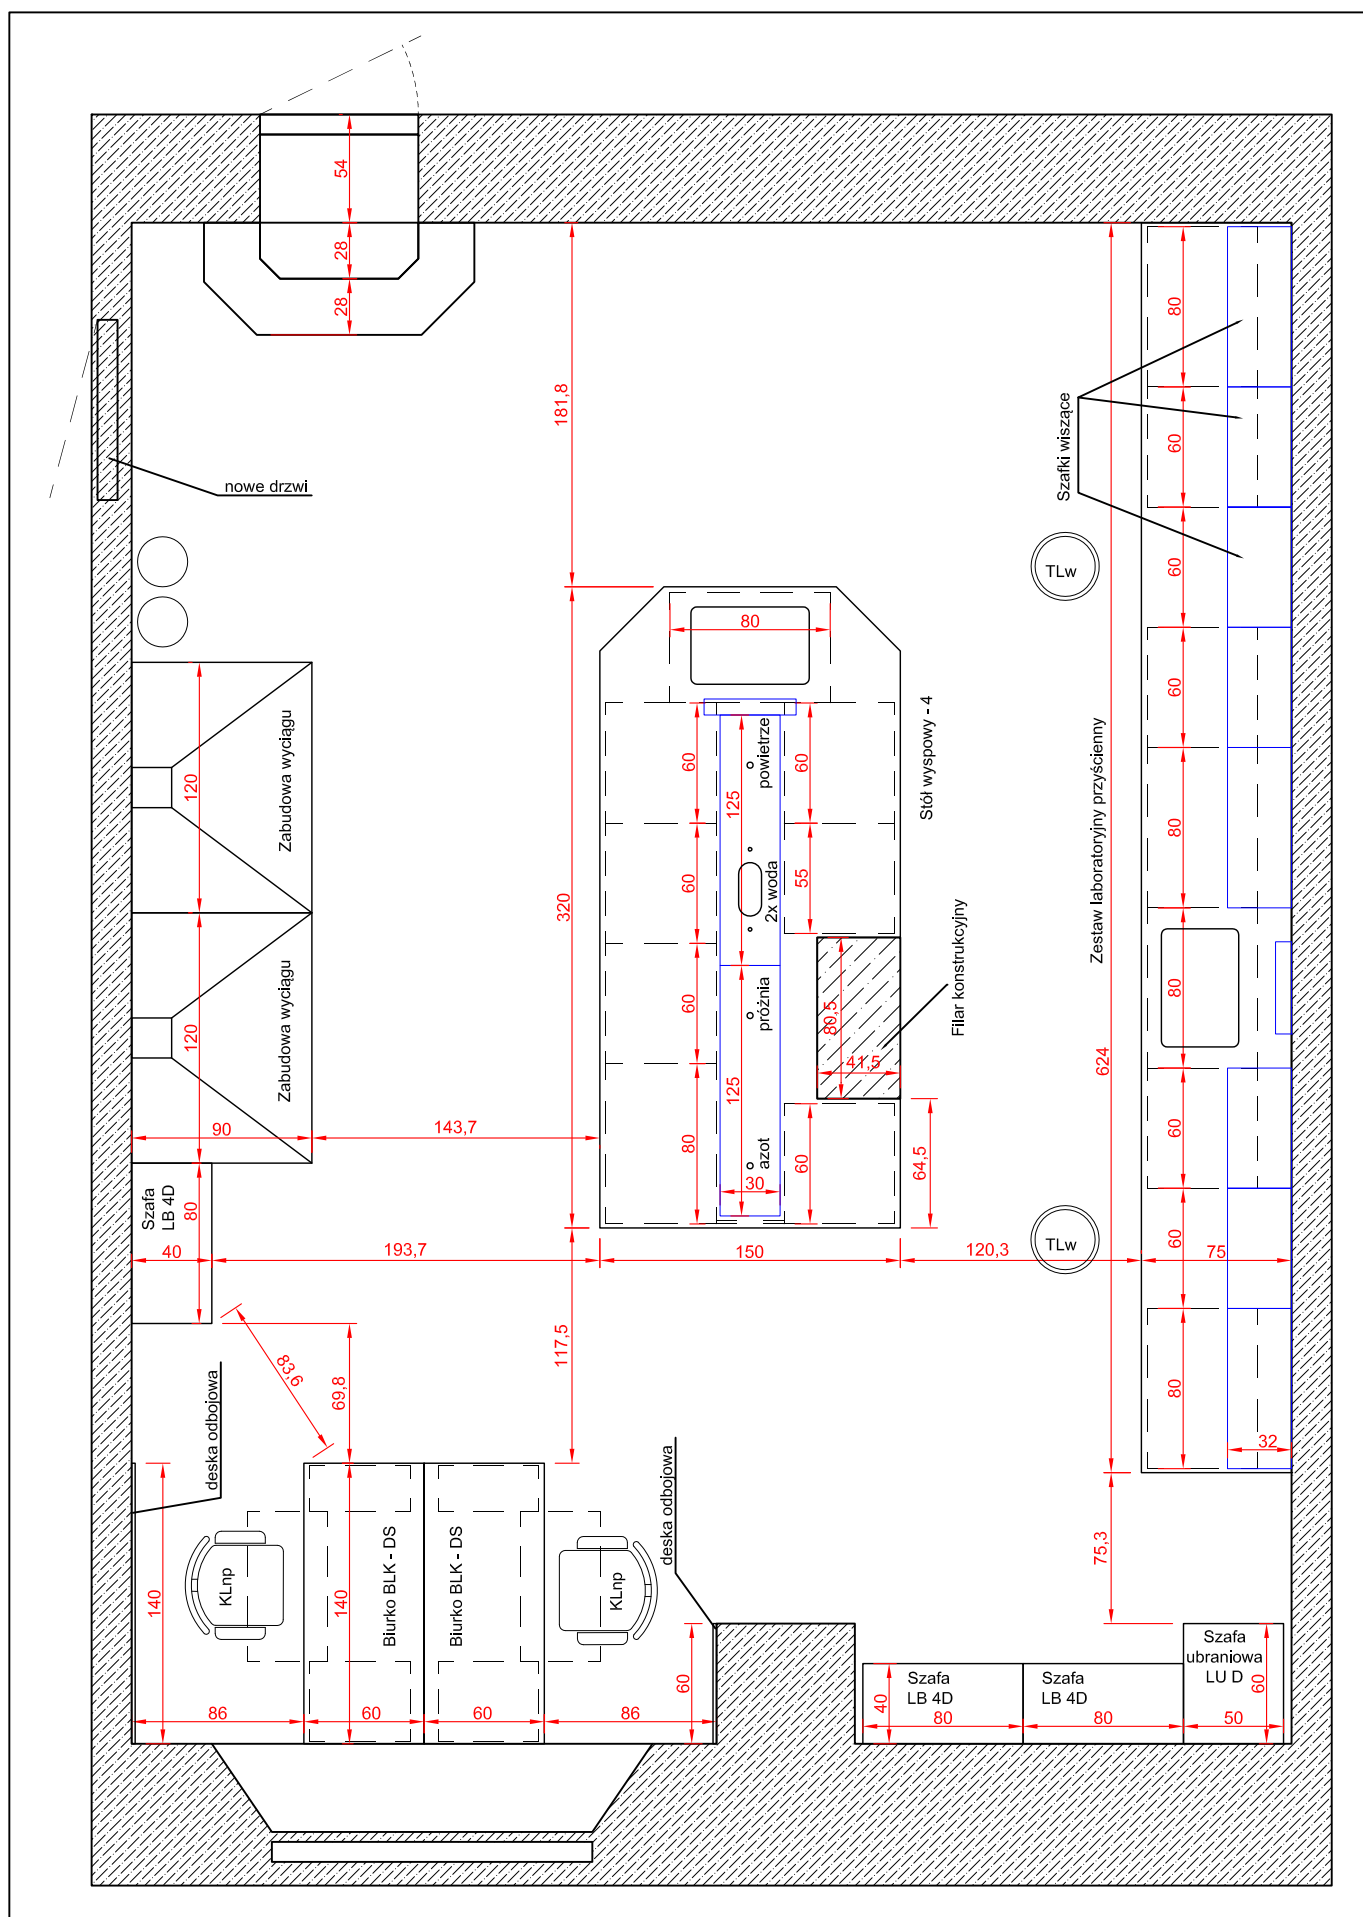 54
28
28
181,8
80
60
60
60
80
80
60
60
80
Szafki wiszące
nowe drzwi
TLw
80
60
60
powietrze
125
Stół wyspowy - 4
Zestaw laboratoryjny przyścienny
120
Zabudowa wyciągu
320
60
55
2x woda
Filar konstrukcyjny
120
Zabudowa wyciągu
60
próżnia
80,5
41,5
624
125
90
143,7
80
azot
60
64,5
30
Szafa
LB 4D
80
40
193,7
150
120,3
TLw
75
117,5
83,6
69,8
deska odbojowa
deska odbojowa
32
75,3
140
KLnp
140
Biurko BLK - DS
Biurko BLK - DS
KLnp
86
60
60
86
60
40
Szafa
LB 4D
80
Szafa
LB 4D
80
Szafa
ubraniowa
LU D
60
50